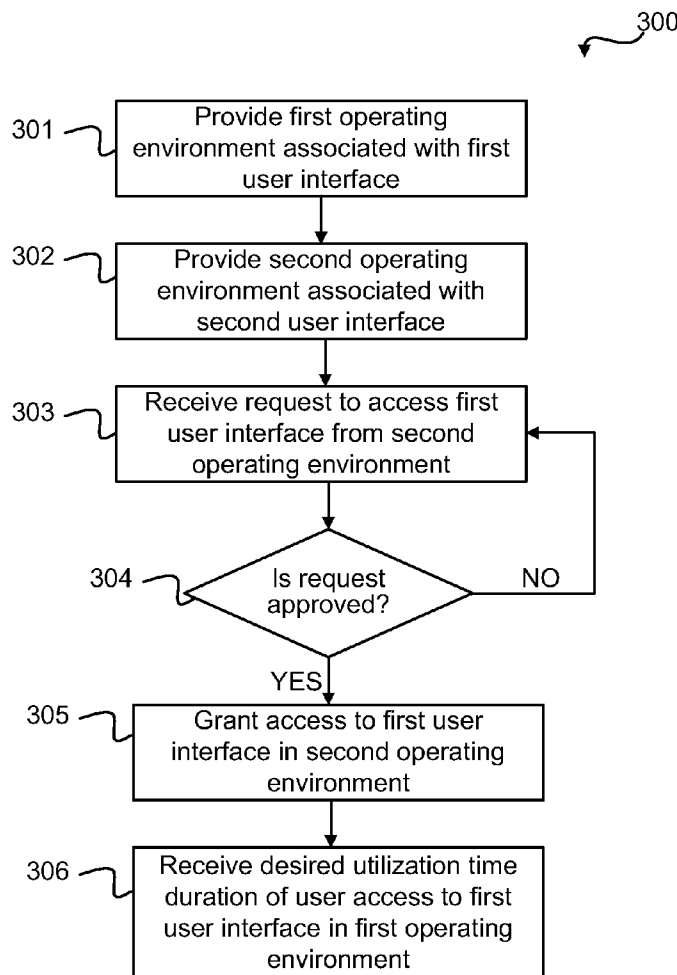 300
301
Provide first operating
environment associated with first
user interface
302
Provide second operating
environment associated with
second user interface
303
Receive request to access first
user interface from second
operating environment
304
Is request
approved?
NO
YES
305
Grant access to first user
interface in second operating
environment
306
Receive desired utilization time
duration of user access to first
user interface in first operating
environment